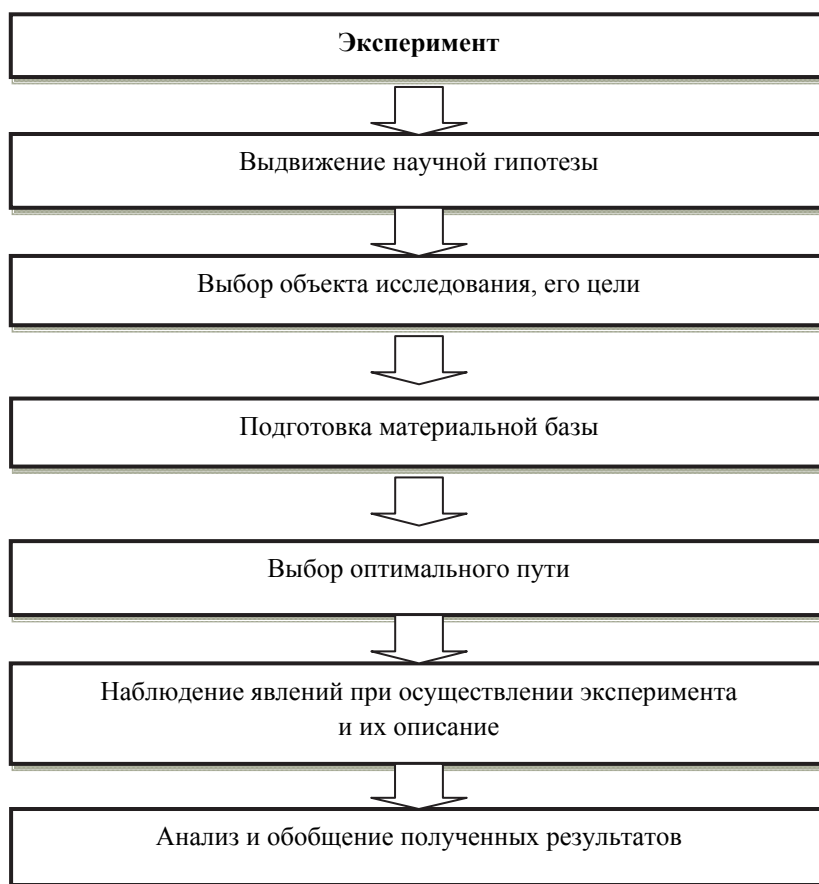 Эксперимент
Выдвижение научной гипотезы
Выбор объекта исследования, его цели
Подготовка материальной базы
Выбор оптимального пути
Наблюдение явлений при осуществлении эксперимента
и их описание
Анализ и обобщение полученных результатов